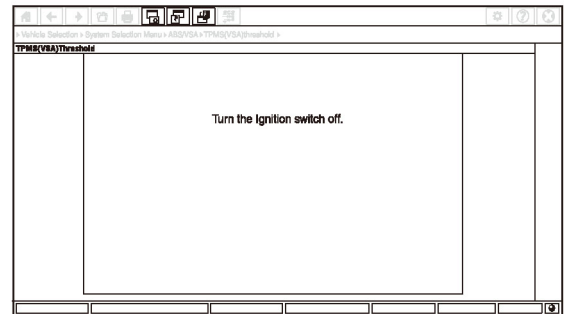 ▸ Vehicle Selection ▸ System Selection Menu ▸ ABS/VSA ▸ TPMS(VSA)threshold ▸
TPMS(VSA)Threshold
Turn the Ignition switch off.